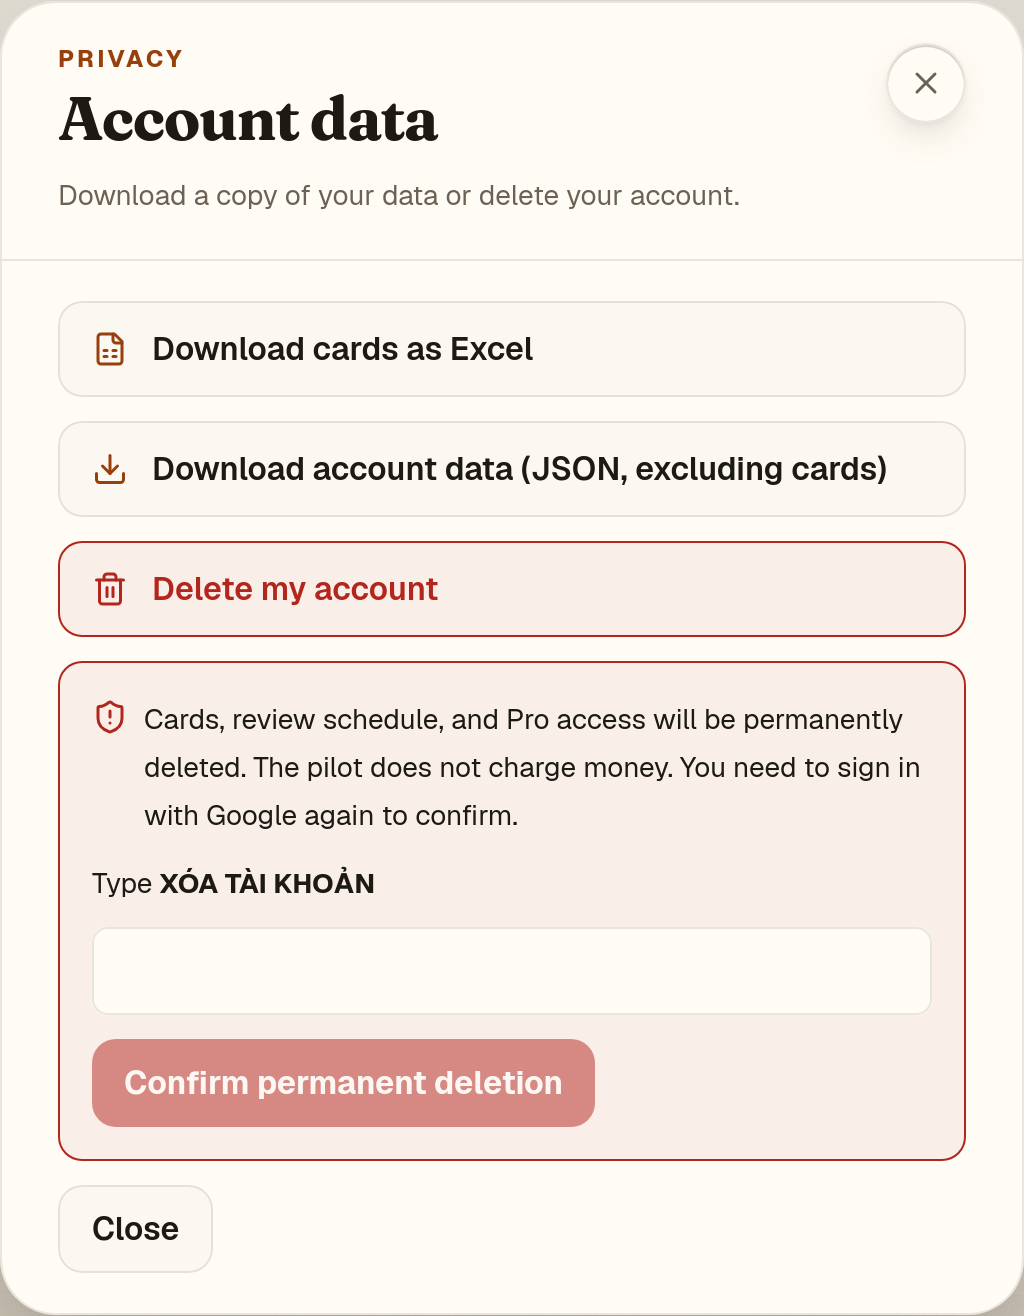 PRIVACY
Account data
Download a copy of your data or delete your account.
Download cards as Excel
Download account data (JSON, excluding cards)
Delete my account
Cards, review schedule, and Pro access will be permanently
deleted. The pilot does not charge money. You need to sign in
with Google again to confirm.
Type XÓA TÀI KHOẢN
Confirm permanent deletion
Close